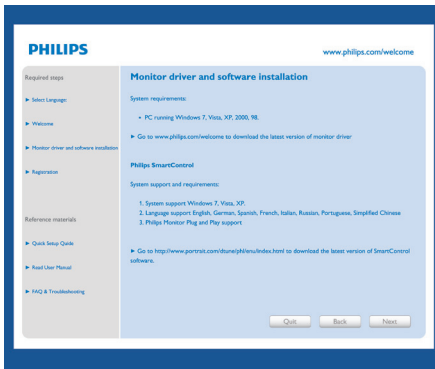 PHILIPS
www.philips.com/welcome
Required steps
► Select Language:
► Welcome
► Monitor driver and software installation
► Registration
Reference materials
► Quick Setup Guide
► Read User Manual
► FAQ & Troubleshooting
Monitor driver and software installation
System requirements:
• PC running Windows 7, Vista, XP, 2000, 98.
► Go to www.philips.com/welcome to download the latest version of monitor driver
Philips SmartControl
System support and requirements:
1. System support Windows 7, Vista, XP.
2. Language support English, German, Spanish, French, Italian, Russian, Portuguese, Simplified Chinese
3. Philips Monitor Plug and Play support
► Go to http://www.portrait.com/dtune/phl/enu/index.html to download the latest version of SmartControl
software.
Quit
Back
Next